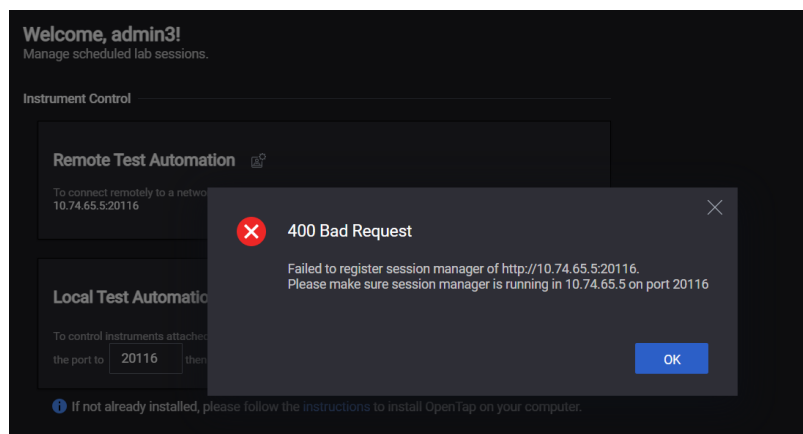 Welcome, admin3!
Manage scheduled lab sessions.
Instrument Control
Remote Test Automation
To connect remotely to a netwo
10.74.65.5:20116
400 Bad Request
Failed to register session manager of http://10.74.65.5:20116.
Please make sure session manager is running in 10.74.65.5 on port 20116
OK
Local Test Automatio
To control instruments attached
the port to 20116 then
If not already installed, please follow the instructions to install OpenTap on your computer.